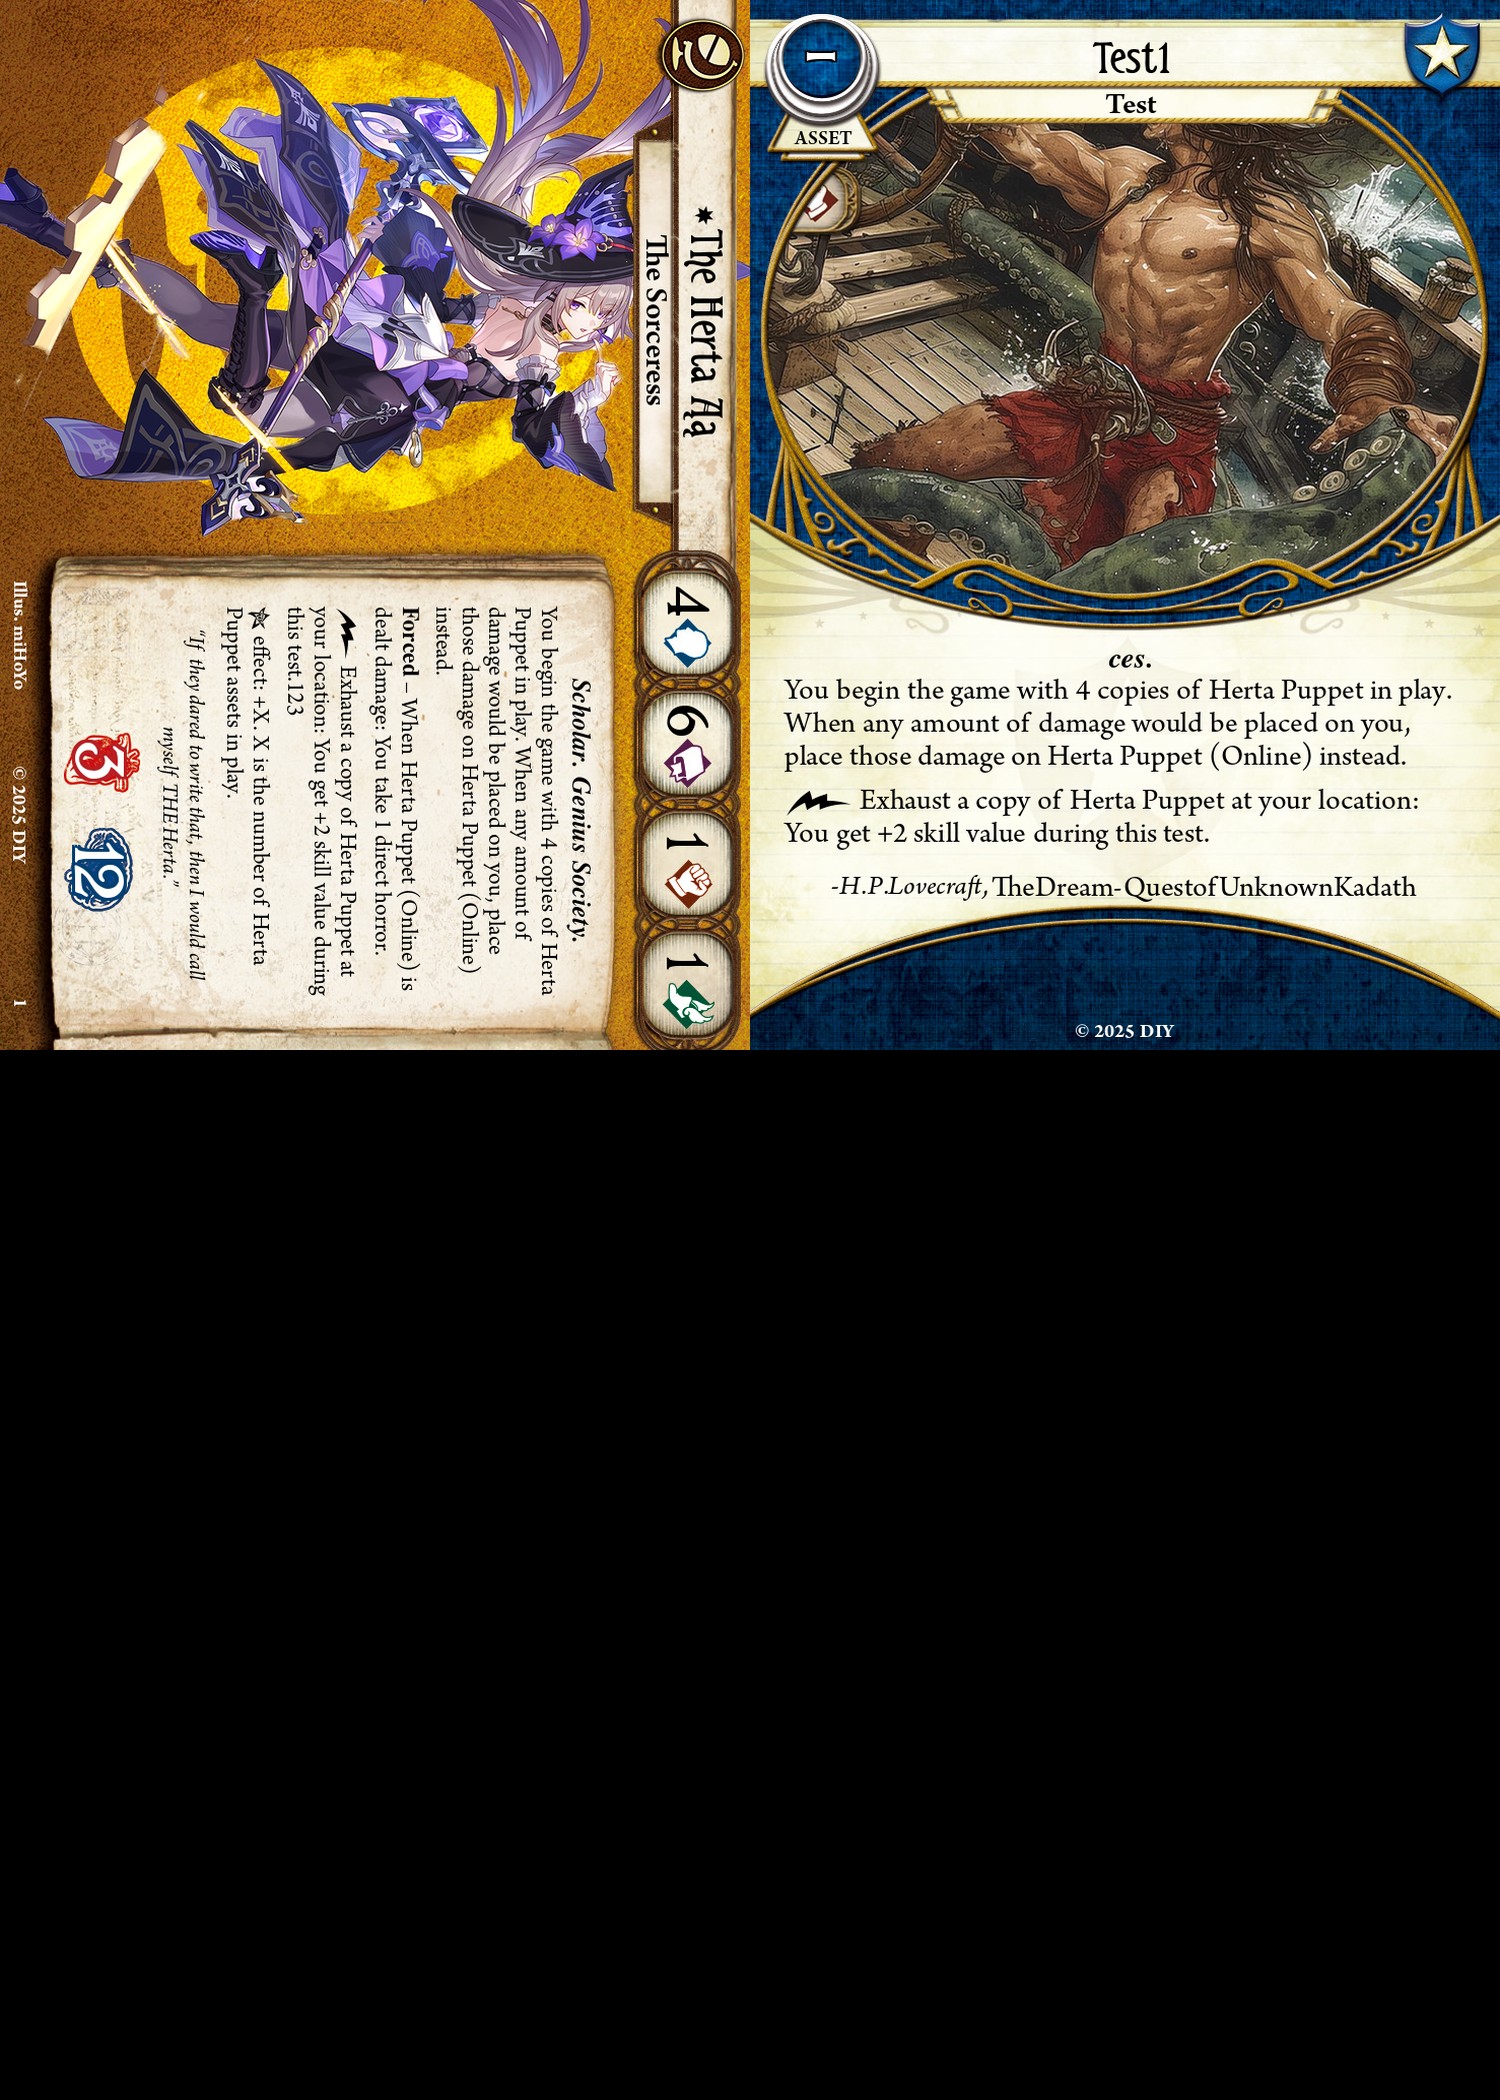 The Herta Aa
The Sorceress
4
6
1
1
Scholar. Genius Society.
You begin the game with 4 copies of Herta
Puppet in play. When any amount of
damage would be placed on you, place
those damage on Herta Puppet (Online)
instead.
Forced – When Herta Puppet (Online) is
dealt damage: You take 1 direct horror.
Exhaust a copy of Herta Puppet at
your location: You get +2 skill value during
this test.123
effect: +X. X is the number of Herta
Puppet assets in play.
“If they dared to write that, then I would call
myself THE Herta.”
3
12
Illus. miHoYo
© 2025 DIY
1
–
ASSET
Test1
Test
ces.
You begin the game with 4 copies of Herta Puppet in play.
When any amount of damage would be placed on you,
place those damage on Herta Puppet (Online) instead.
Exhaust a copy of Herta Puppet at your location:
You get +2 skill value during this test.
-H.P.Lovecraft, TheDream-QuestofUnknownKadath
© 2025 DIY